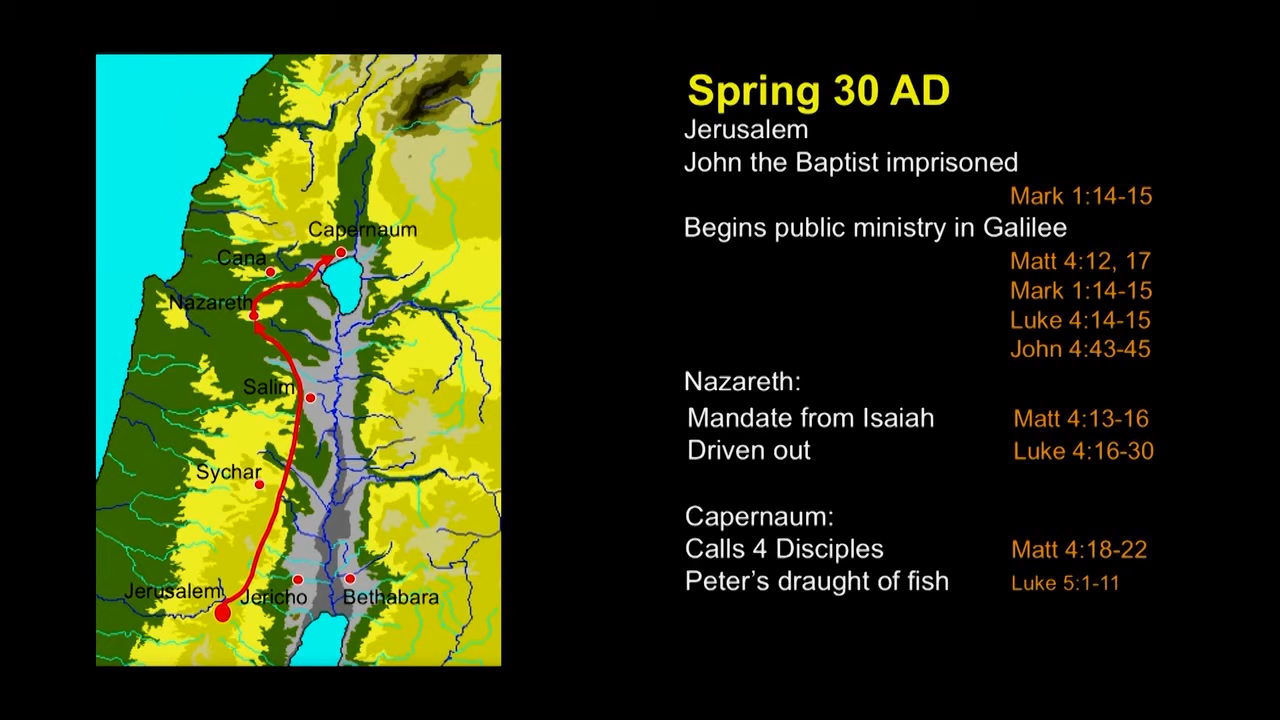 Capernaum
Cana
Nazareth
Salim
Sychar
Jerusalem
Jericho
Bethabara
Spring 30 AD
Jerusalem
John the Baptist imprisoned
Mark 1:14-15
Begins public ministry in Galilee
Matt 4:12, 17
Mark 1:14-15
Luke 4:14-15
John 4:43-45
Nazareth:
Mandate from Isaiah Matt 4:13-16
Driven out Luke 4:16-30
Capernaum:
Calls 4 Disciples Matt 4:18-22
Peter's draught of fish Luke 5:1-11